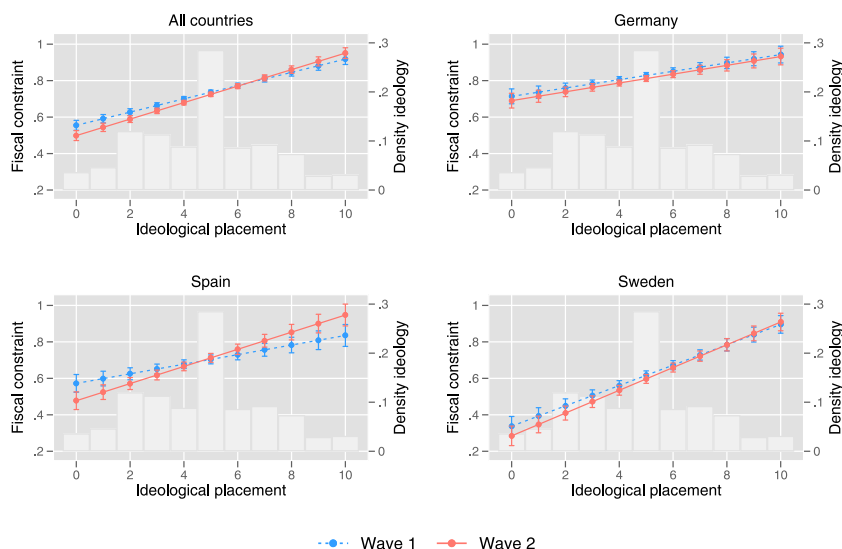 All countries
Fiscal constraint
1
.8
.6
.4
.2
.3
.2
.1
0
Density ideology
0 2 4 6 8 10
Ideological placement
Germany
Fiscal constraint
1
.8
.6
.4
.2
.3
.2
.1
0
Density ideology
0 2 4 6 8 10
Ideological placement
Spain
Fiscal constraint
1
.8
.6
.4
.2
.3
.2
.1
0
Density ideology
0 2 4 6 8 10
Ideological placement
Sweden
Fiscal constraint
1
.8
.6
.4
.2
.3
.2
.1
0
Density ideology
0 2 4 6 8 10
Ideological placement
Wave 1 Wave 2